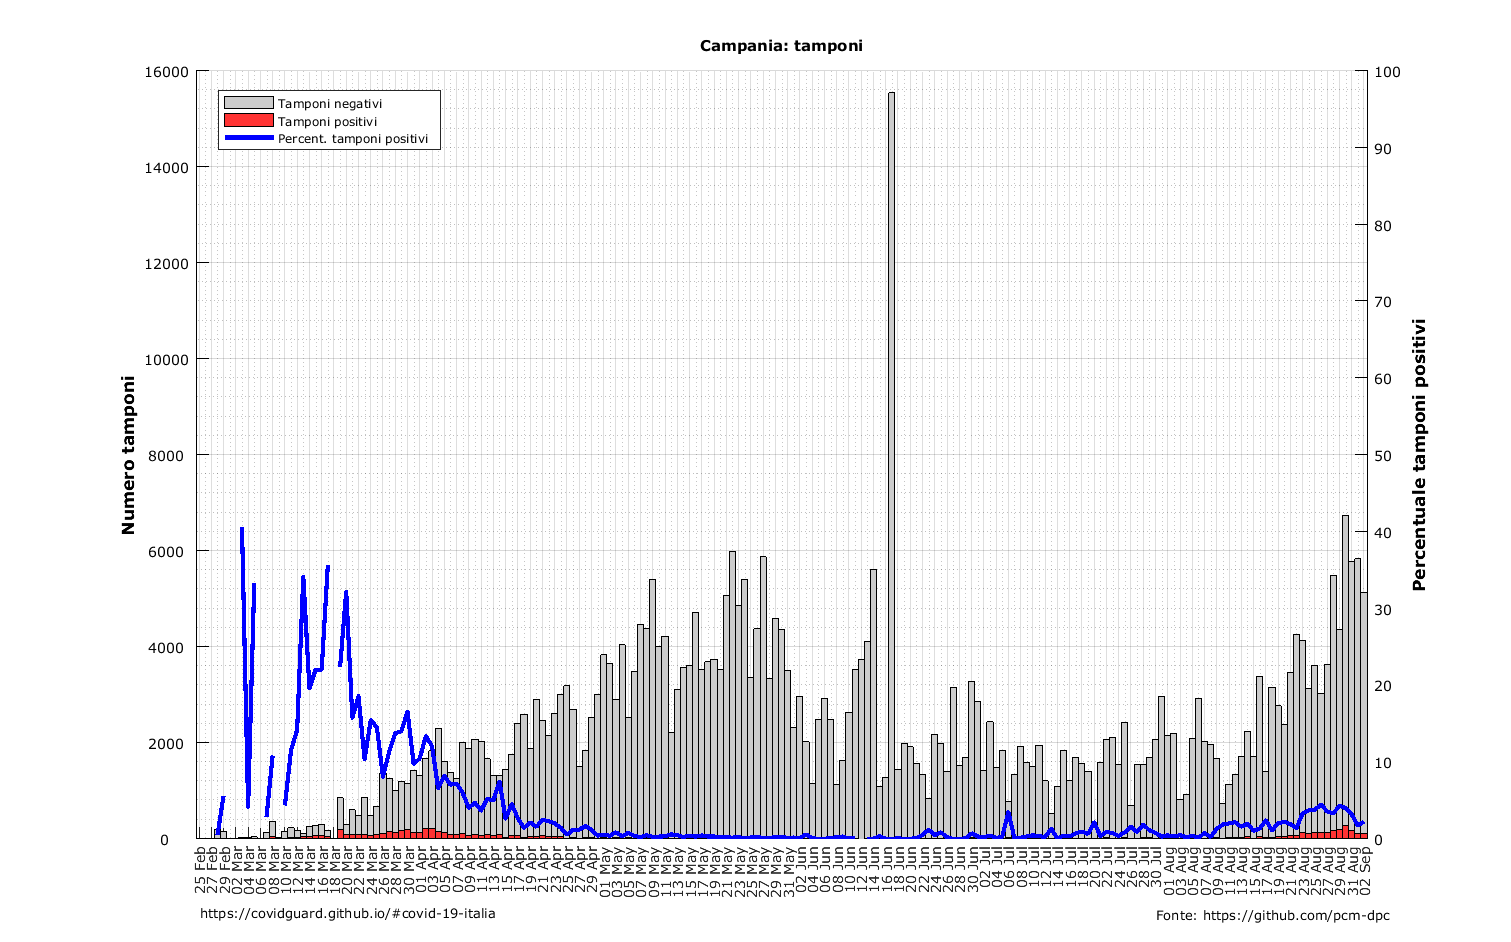 Campania: tamponi
Tamponi negativi
Tamponi positivi
Percent. tamponi positivi
Numero tamponi
16000
14000
12000
10000
8000
6000
4000
2000
0
100
90
80
70
60
50
40
30
20
10
0
Percentuale tamponi positivi
25 Feb
27 Feb
29 Feb
02 Mar
04 Mar
06 Mar
08 Mar
10 Mar
12 Mar
14 Mar
16 Mar
18 Mar
20 Mar
22 Mar
24 Mar
26 Mar
28 Mar
30 Mar
01 Apr
03 Apr
05 Apr
07 Apr
09 Apr
11 Apr
13 Apr
15 Apr
17 Apr
19 Apr
21 Apr
23 Apr
25 Apr
27 Apr
29 Apr
01 May
03 May
05 May
07 May
09 May
11 May
13 May
15 May
17 May
19 May
21 May
23 May
25 May
27 May
29 May
31 May
02 Jun
04 Jun
06 Jun
08 Jun
10 Jun
12 Jun
14 Jun
16 Jun
18 Jun
20 Jun
22 Jun
24 Jun
26 Jun
28 Jun
30 Jun
02 Jul
04 Jul
06 Jul
08 Jul
10 Jul
12 Jul
14 Jul
16 Jul
18 Jul
20 Jul
22 Jul
24 Jul
26 Jul
28 Jul
30 Jul
01 Aug
03 Aug
05 Aug
07 Aug
09 Aug
11 Aug
13 Aug
15 Aug
17 Aug
19 Aug
21 Aug
23 Aug
25 Aug
27 Aug
29 Aug
31 Aug
02 Sep
https://covidguard.github.io/#covid-19-italia
Fonte: https://github.com/pcm-dpc